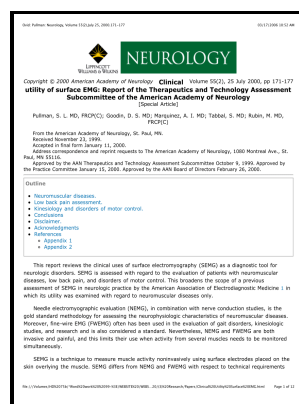 Ovid: Pullman: Neurology, Volume 55(2).July 25, 2000.171-177
03/17/2006 10:52 AM
LIPPINCOTT
WILLIAMS & WILKINS
NEUROLOGY
Copyright © 2000 American Academy of Neurology Clinical Volume 55(2), 25 July 2000, pp 171-177
utility of surface EMG: Report of the Therapeutics and Technology Assessment
Subcommittee of the American Academy of Neurology
[Special Article]
Pullman, S. L. MD, FRCP(C); Goodin, D. S. MD; Marquinez, A. I. MD; Tabbal, S. MD; Rubin, M. MD,
FRCP(C)
From the American Academy of Neurology, St. Paul, MN.
Received November 23, 1999.
Accepted in final form January 11, 2000.
Address correspondence and reprint requests to The American Academy of Neurology, 1080 Montreal Ave., St.
Paul, MN 55116.
Approved by the AAN Therapeutics and Technology Assessment Subcommittee October 9, 1999. Approved by
the Practice Committee January 15, 2000. Approved by the AAN Board of Directors February 26, 2000.
Outline
• Neuromuscular diseases.
• Low back pain assessment.
• Kinesiology and disorders of motor control.
• Conclusions
• Disclaimer.
• Acknowledgments
• References
Appendix 1
Appendix 2
This report reviews the clinical uses of surface electromyography (SEMG) as a diagnostic tool for
neurologic disorders. SEMG is assessed with regard to the evaluation of patients with neuromuscular
diseases, low back pain, and disorders of motor control. This broadens the scope of a previous
assessment of SEMG in neurologic practice by the American Association of Electrodiagnostic Medicine 1 in
which its utility was examined with regard to neuromuscular diseases only.
Needle electromyography evaluation (NEMG), in combination with nerve conduction studies, is the
gold standard methodology for assessing the neurophysiologic characteristics of neuromuscular diseases.
Moreover, fine-wire EMG (FWEMG) often has been used in the evaluation of gait disorders, kinesiologic
studies, and research and is also considered a standard. Nevertheless, NEMG and FWEMG are both
invasive and painful, and this limits their use when activity from several muscles needs to be monitored
simultaneously.
SEMG is a technique to measure muscle activity noninvasively using surface electrodes placed on the
skin overlying the muscle. SEMG differs from NEMG and FWEMG with respect to technical requirements
Page 1 of 12